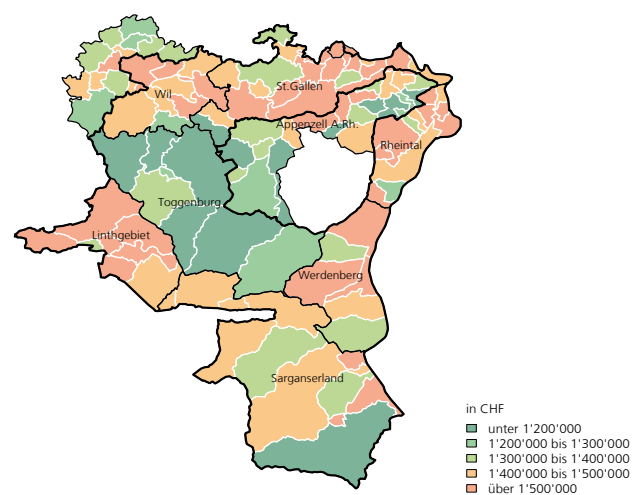 St.Gallen
Wil
Appenzell A.Rh.
Rheintal
Toggenburg
Linthgebiet
Werdenberg
Sarganserland
in CHF
unter 1'200'000
1'200'000 bis 1'300'000
1'300'000 bis 1'400'000
1'400'000 bis 1'500'000
über 1'500'000